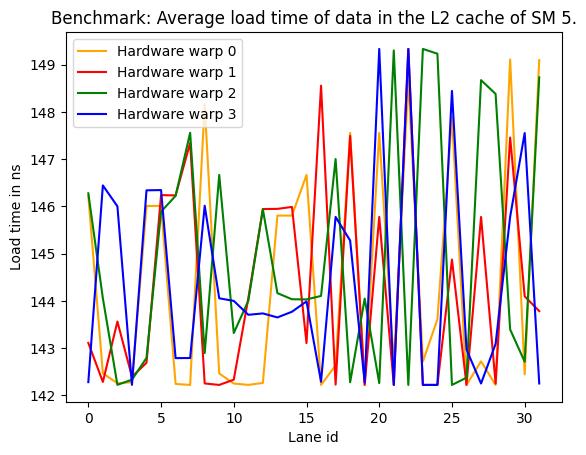 Benchmark: Average load time of data in the L2 cache of SM 5.
Hardware warp 0
Hardware warp 1
Hardware warp 2
Hardware warp 3
Load time in ns
149
148
147
146
145
144
143
142
0 5 10 15 20 25 30
Lane id